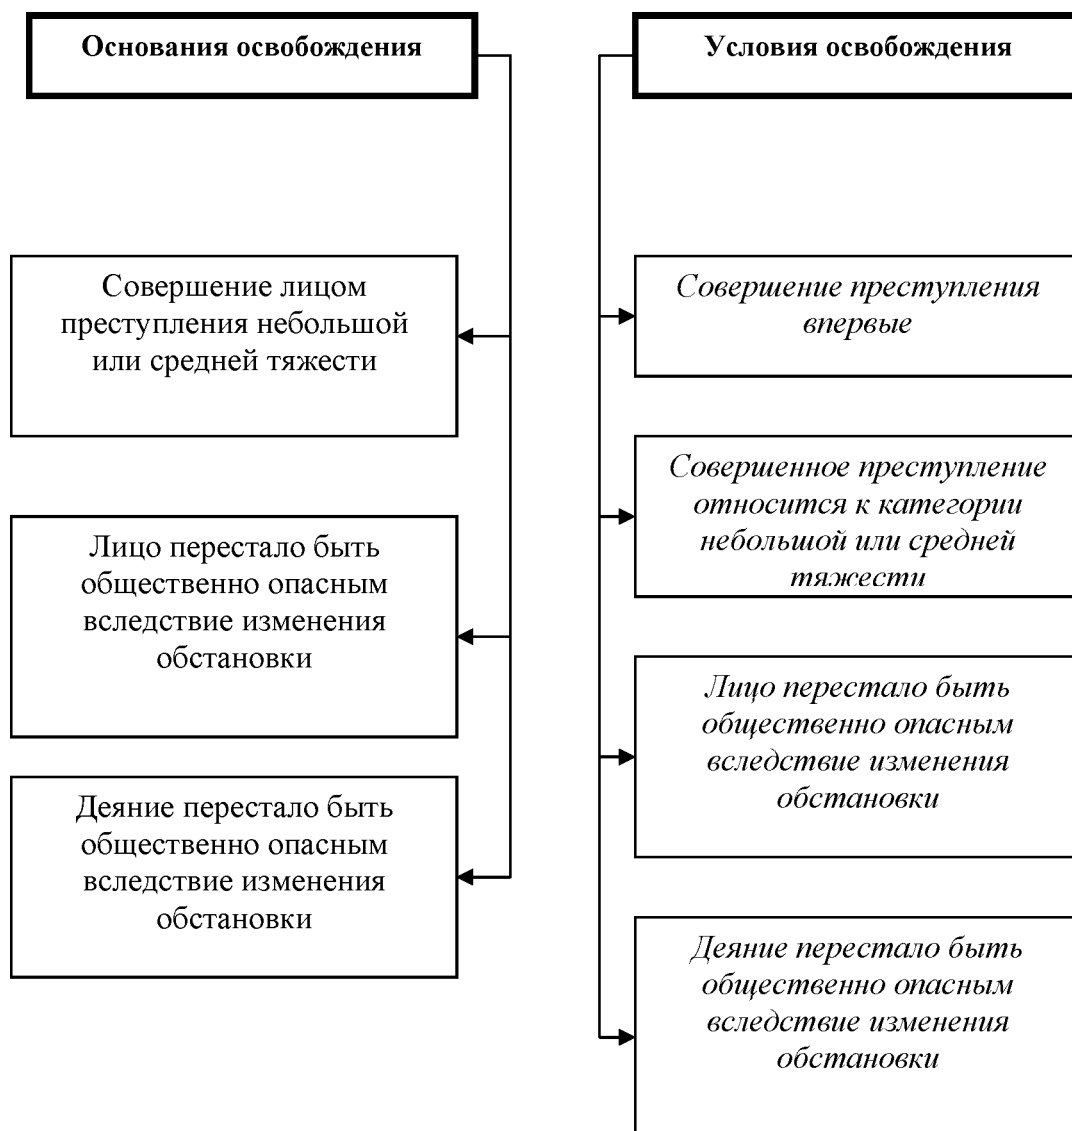 Основания освобождения
Совершение лицом
преступления небольшой
или средней тяжести
Лицо перестало быть
общественно опасным
вследствие изменения
обстановки
Деяние перестало быть
общественно опасным
вследствие изменения
обстановки
Условия освобождения
Совершение преступления
впервые
Совершенное преступление
относится к категории
небольшой или средней
тяжести
Лицо перестало быть
общественно опасным
вследствие изменения
обстановки
Деяние перестало быть
общественно опасным
вследствие изменения
обстановки